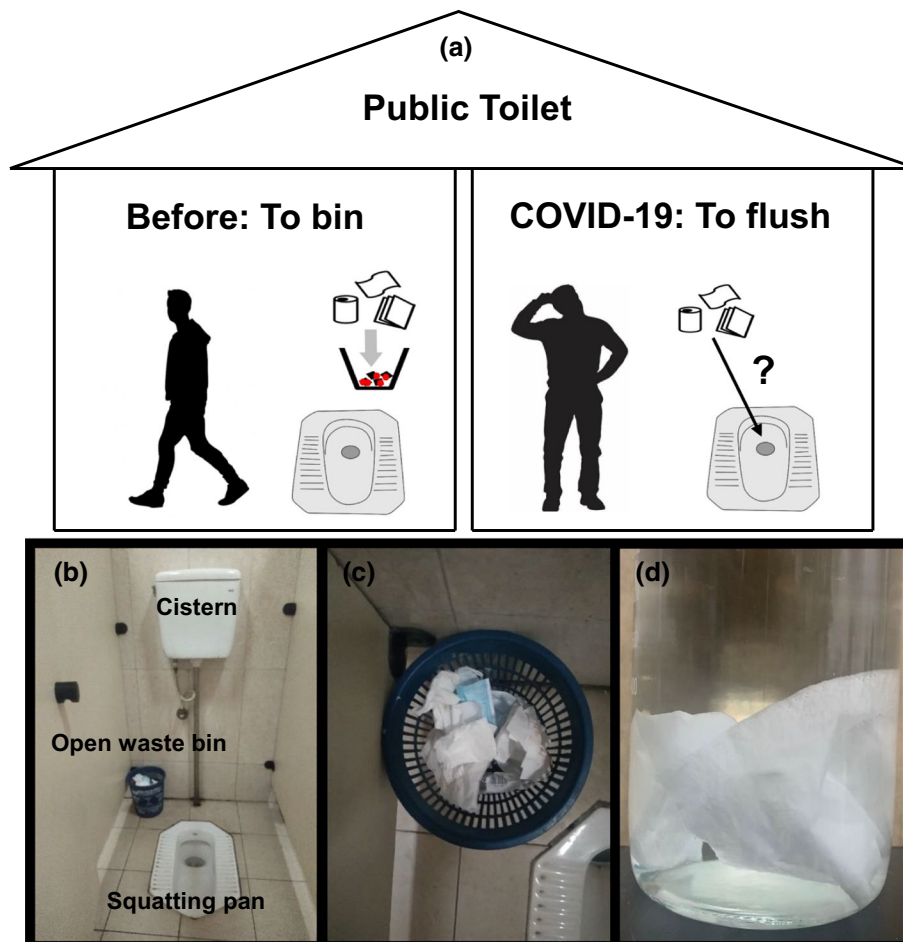 (a)
Public Toilet
Before: To bin
COVID-19: To flush
?
(b)
Cistern
Open waste bin
Squatting pan
(c)
(d)